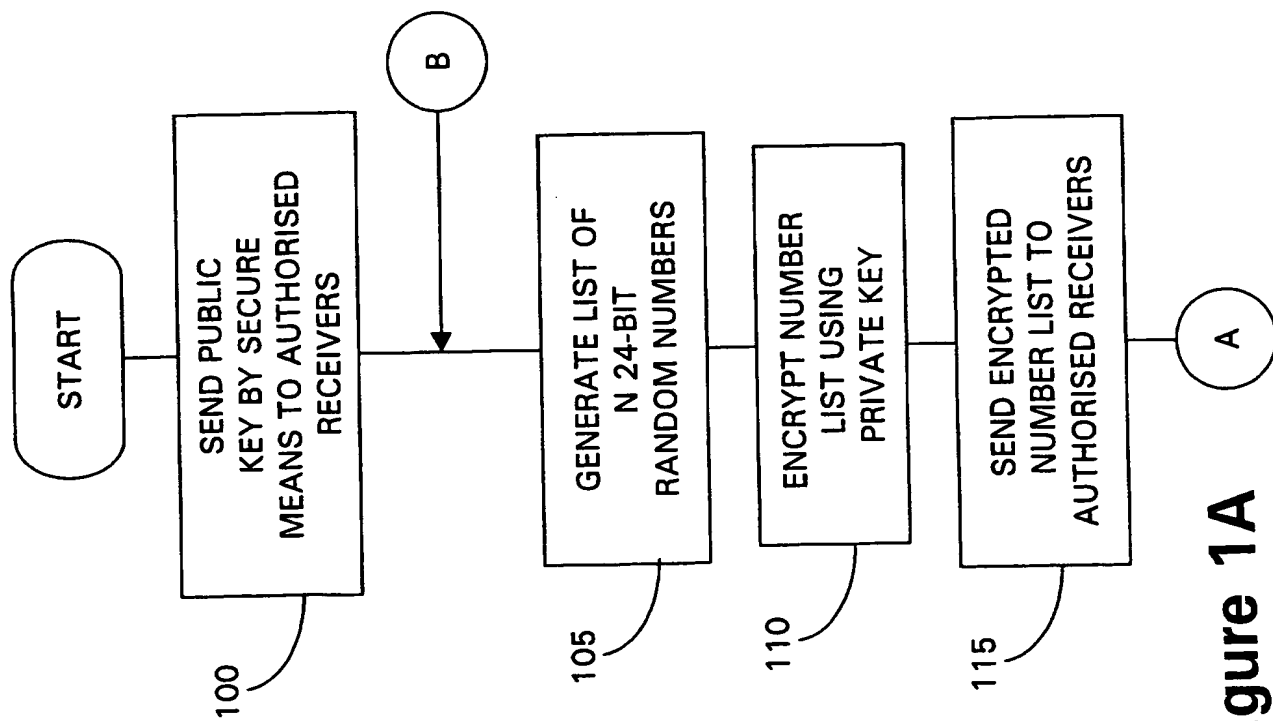 START
SEND PUBLIC
KEY BY SECURE
MEANS TO AUTHORISED
RECEIVERS
100
B
GENERATE LIST OF
N 24-BIT
RANDOM NUMBERS
105
ENCRYPT NUMBER
LIST USING
PRIVATE KEY
110
SEND ENCRYPTED
NUMBER LIST TO
AUTHORISED RECEIVERS
115
A
gure 1A